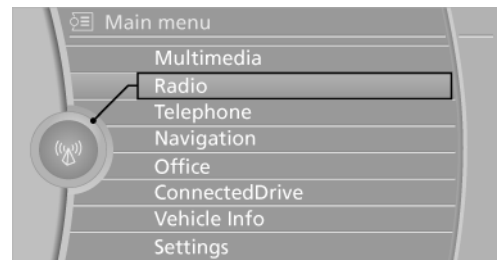 Main menu
Multimedia
Radio
Telephone
Navigation
Office
ConnectedDrive
Vehicle Info
Settings